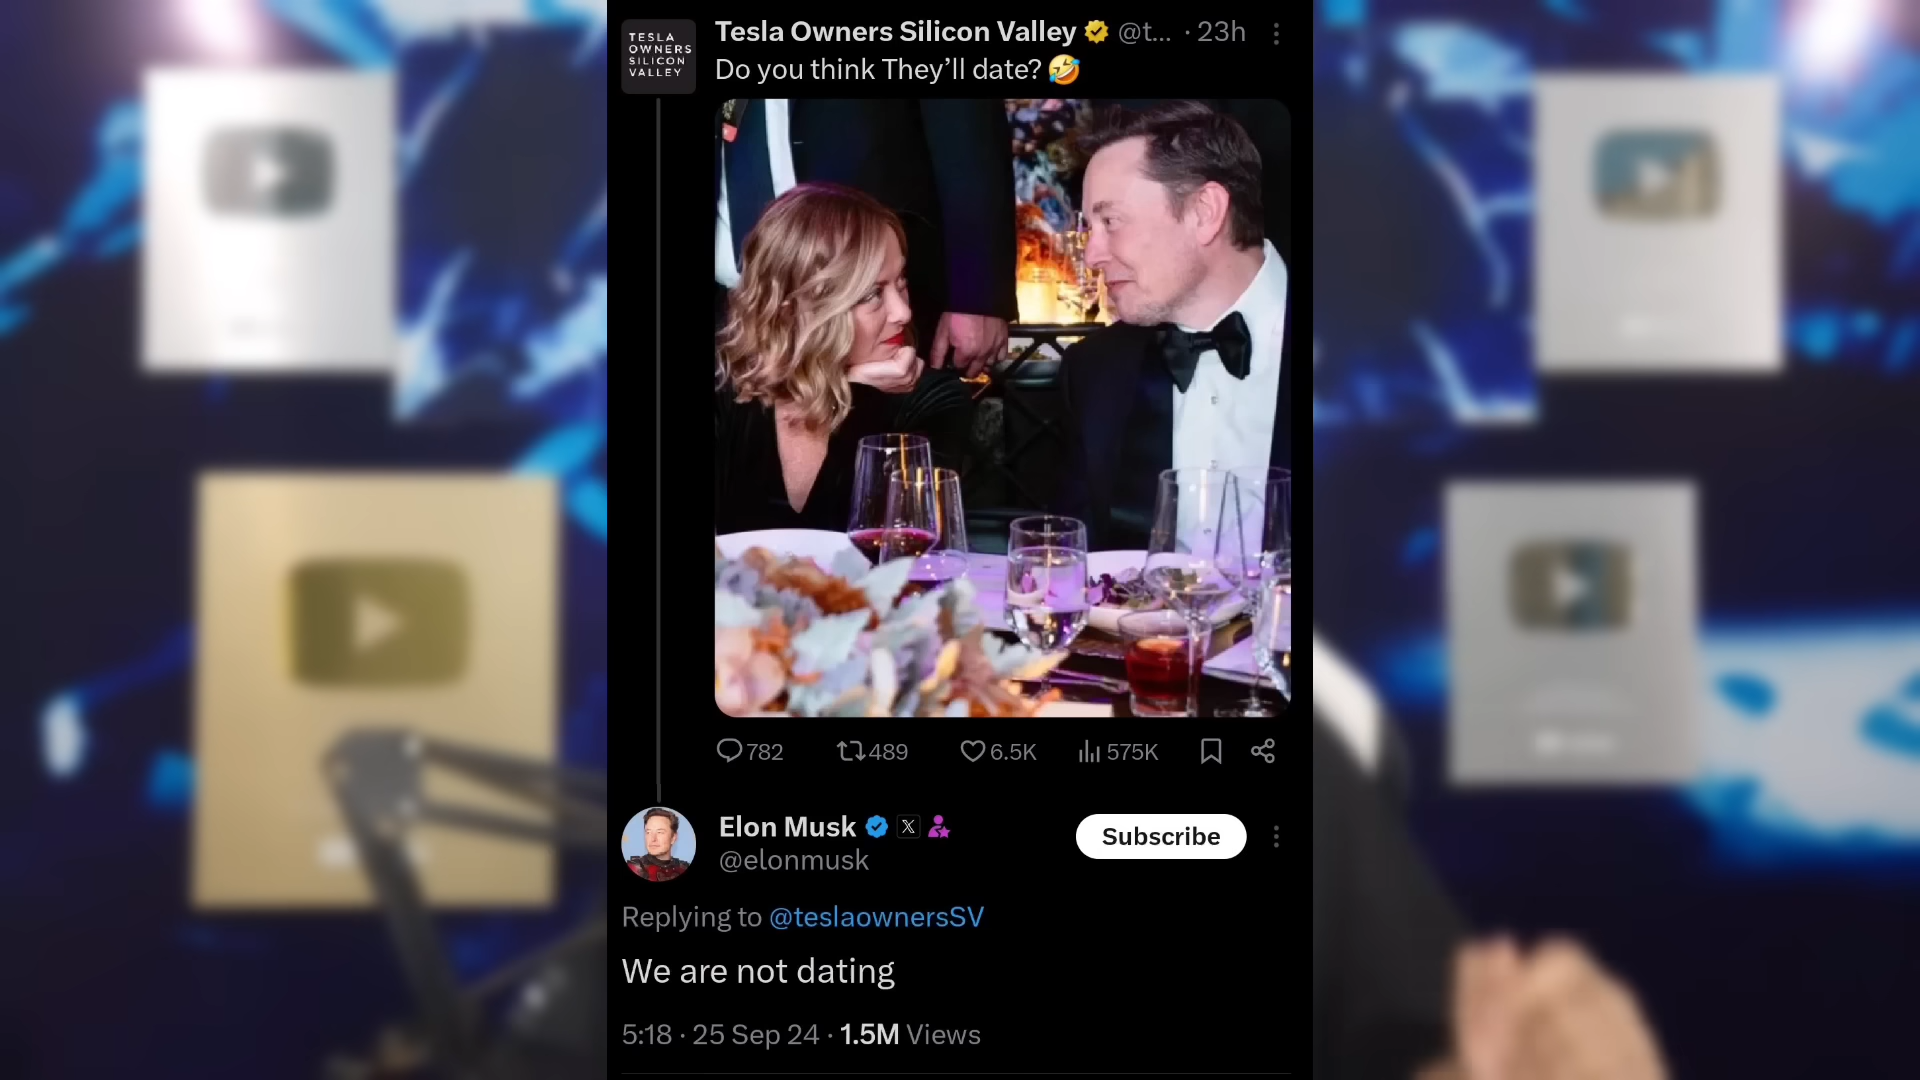 TESLA
OWNERS
SILICON
VALLEY
Tesla Owners Silicon Valley @t... · 23h
Do you think They’ll date? 🤣
782 489 6.5K 575K
Elon Musk
@elonmusk
Subscribe
Replying to @teslaownersSV
We are not dating
5:18 · 25 Sep 24 · 1.5M Views